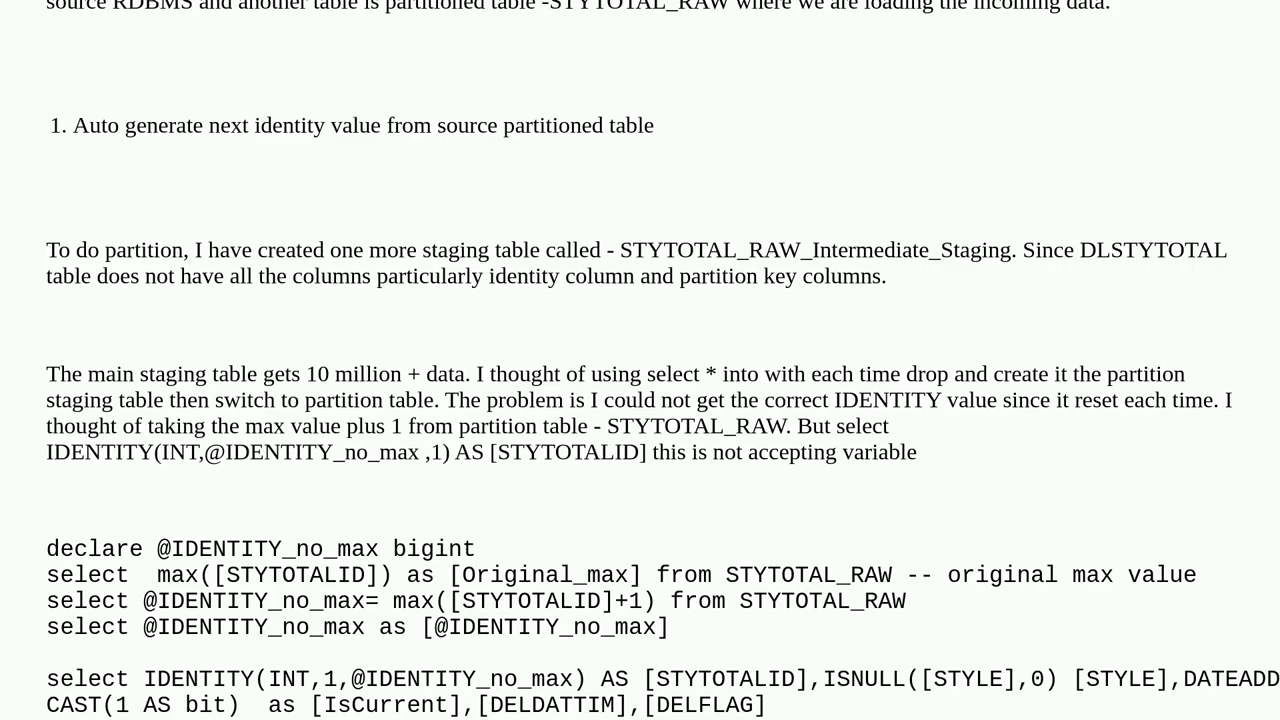 source RDBMS and another table is partitioned table -STYTOTAL_RAW where we are loading the incoming data.
1. Auto generate next identity value from source partitioned table
To do partition, I have created one more staging table called - STYTOTAL_RAW_Intermediate_Staging. Since DLSTYTOTAL
table does not have all the columns particularly identity column and partition key columns.
The main staging table gets 10 million + data. I thought of using select * into with each time drop and create it the partition
staging table then switch to partition table. The problem is I could not get the correct IDENTITY value since it reset each time. I
thought of taking the max value plus 1 from partition table - STYTOTAL_RAW. But select
IDENTITY(INT,@IDENTITY_no_max ,1) AS [STYTOTALID] this is not accepting variable
declare @IDENTITY_no_max bigint
select  max([STYTOTALID]) as [Original_max] from STYTOTAL_RAW -- original max value
select @IDENTITY_no_max= max([STYTOTALID]+1) from STYTOTAL_RAW
select @IDENTITY_no_max as [@IDENTITY_no_max]
select IDENTITY(INT,1,@IDENTITY_no_max) AS [STYTOTALID],ISNULL([STYLE],0) [STYLE],DATEADD
CAST(1 AS bit)  as [IsCurrent],[DELDATTIM],[DELFLAG]